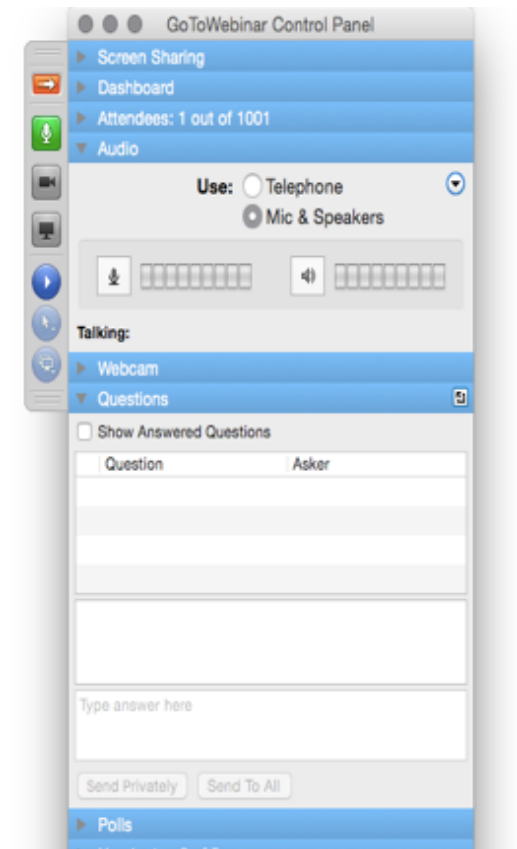 GoToWebinar Control Panel
Screen Sharing
Dashboard
Attendees: 1 out of 1001
Audio
Use: Telephone
Mic & Speakers
Talking:
Webcam
Questions
Show Answered Questions
Question Asker
Type answer here
Send Privately Send To All
Polls